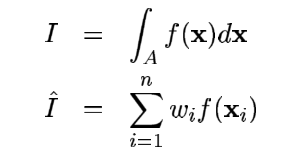 I = ∫_A f(𝐱)d𝐱
Î = ∑_{i=1}^{n} w_i f(𝐱_i)